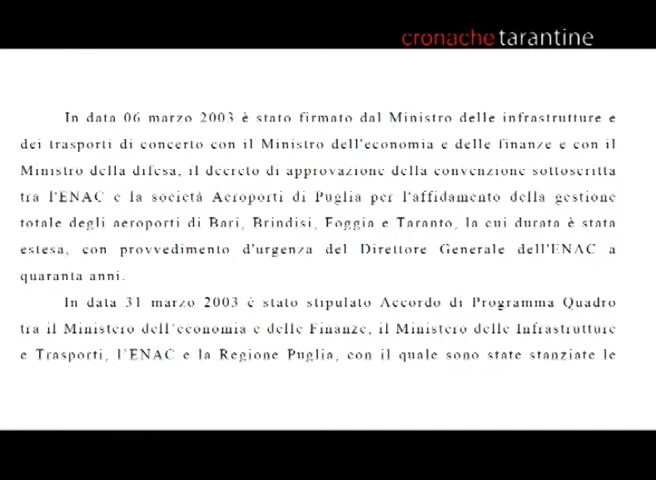 cronachetarantine
In data 06 marzo 2003 è stato firmato dal Ministro delle infrastrutture e
dei trasporti di concerto con il Ministro dell'economia e delle finanze e con il
Ministro della difesa, il decreto di approvazione della convenzione sottoscritta
tra l'ENAC e la società Aeroporti di Puglia per l'affidamento della gestione
totale degli aeroporti di Bari, Brindisi, Foggia e Taranto, la cui durata è stata
estesa, con provvedimento d'urgenza del Direttore Generale dell'ENAC a
quaranta anni.
In data 31 marzo 2003 è stato stipulato Accordo di Programma Quadro
tra il Ministero dell'economia e delle Finanze, il Ministero delle Infrastrutture
e Trasporti, l'ENAC e la Regione Puglia, con il quale sono state stanziate le